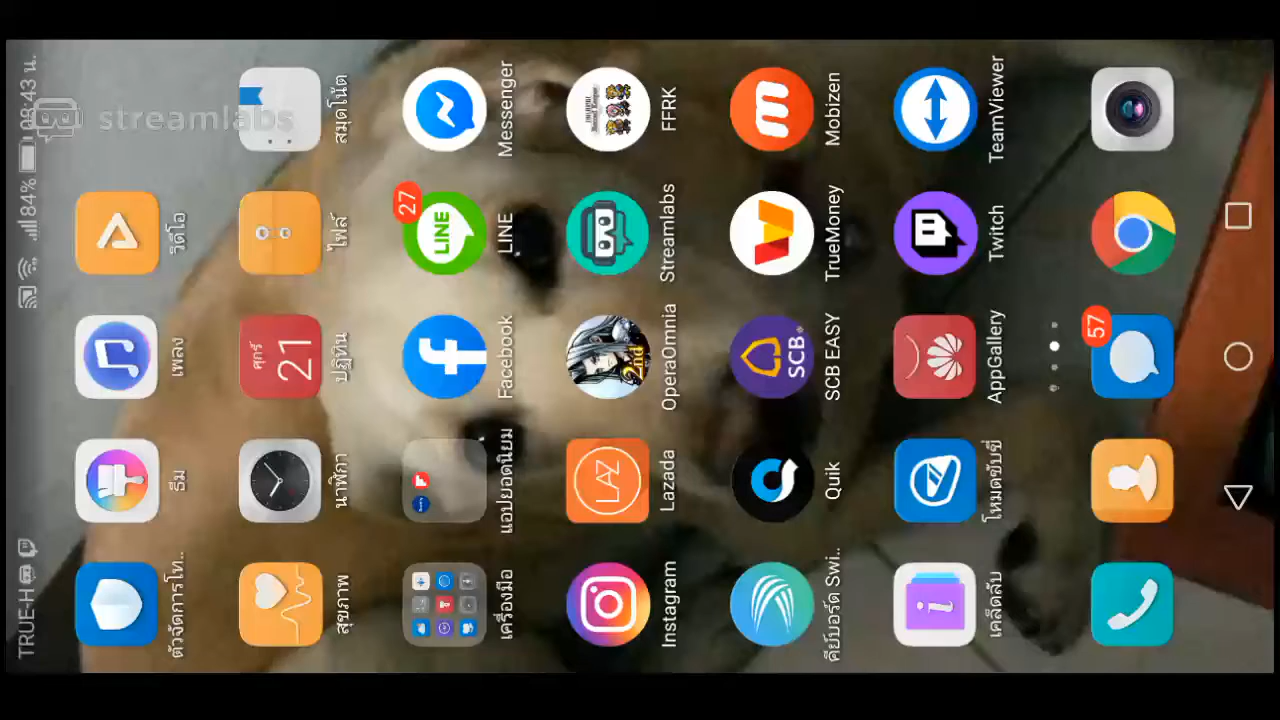 streamlabs
TRUE-H 84% 08:43 น.
ตัวจัดการโท..
ธีม
เพลง
วิดีโอ
สุขภาพ
นาฬิกา
ศุกร์
21
ปฏิทิน
ไฟล์
สมุดโน้ต
เครื่องมือ
แอปยอดนิยม
Facebook
27
LINE
LINE
Messenger
Instagram
LAZ
Lazada
2nd
OperaOmnia
Streamlabs
FFRK
คีย์บอร์ด Swi..
Quik
SCB
SCB EASY
TrueMoney
Mobizen
เคล็ดลับ
โหมดขับขี่
AppGallery
Twitch
TeamViewer
57